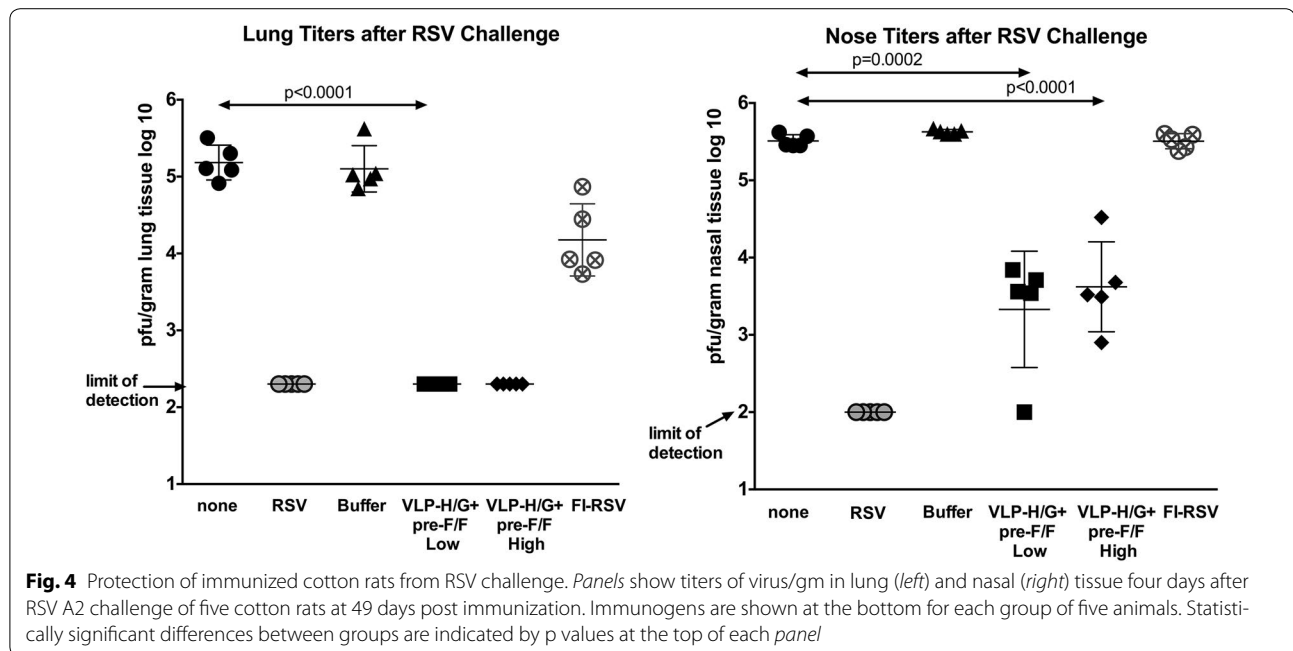 Lung Titers after RSV Challenge
p<0.0001
pfu/gram lung tissue log 10
6
5
4
3
2
1
limit of
detection
none
RSV
Buffer
VLP-H/G+
pre-F/F
Low
VLP-H/G+
pre-F/F
High
FI-RSV
Nose Titers after RSV Challenge
p=0.0002
p<0.0001
pfu/gram nasal tissue log 10
6
5
4
3
2
1
limit of
detection
none
RSV
Buffer
VLP-H/G+
pre-F/F
Low
VLP-H/G+
pre-F/F
High
FI-RSV
Fig. 4 Protection of immunized cotton rats from RSV challenge. Panels show titers of virus/gm in lung (left) and nasal (right) tissue four days after
RSV A2 challenge of five cotton rats at 49 days post immunization. Immunogens are shown at the bottom for each group of five animals. Statisti-
cally significant differences between groups are indicated by p values at the top of each panel